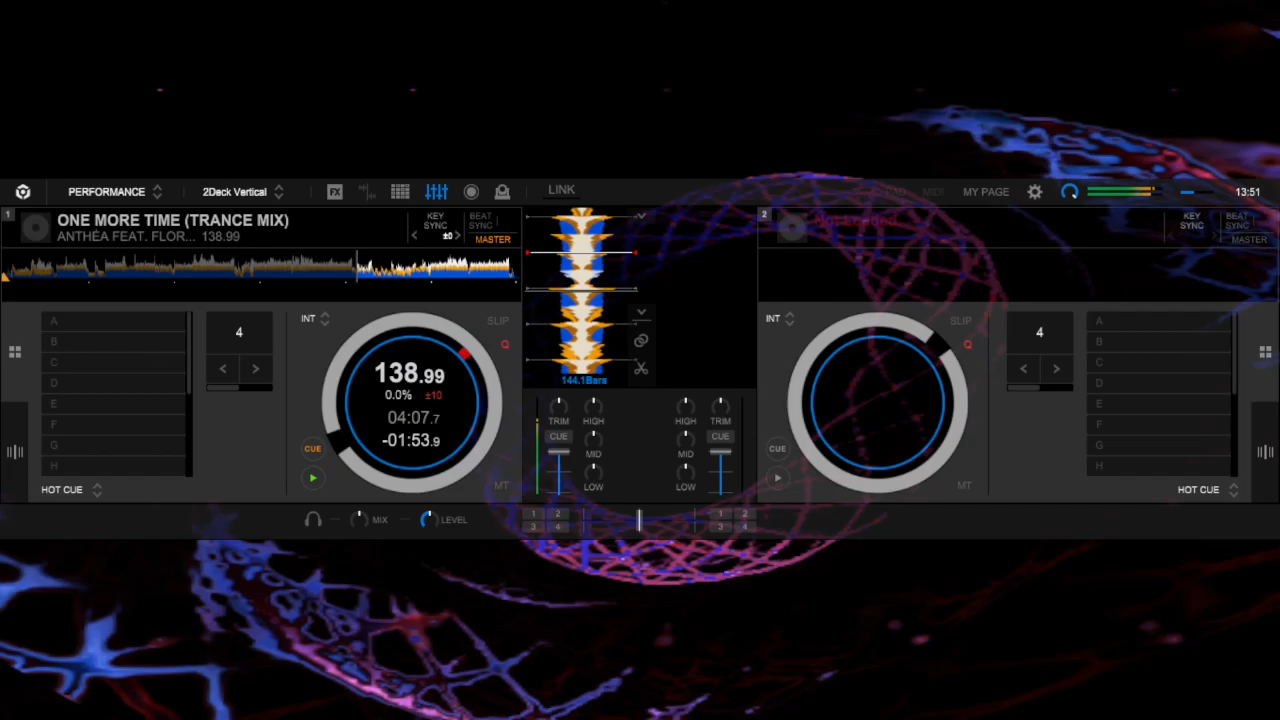 PERFORMANCE 2Deck Vertical FX LINK MIDI MY PAGE 13:51
1 ONE MORE TIME (TRANCE MIX)
ANTHÉA FEAT. FLOR... 138.99
KEY SYNC ±0
BEAT SYNC MASTER
2 Not Loaded
KEY SYNC
BEAT SYNC MASTER
A
B
C
D
E
F
G
H
HOT CUE
4
INT
SLIP
Q
138.99
0.0% ±10
04:07.7
-01:53.9
CUE
MT
144.1Bars
TRIM HIGH HIGH TRIM
CUE CUE
MID MID
LOW LOW
INT
SLIP
Q
CUE
MT
4
A
B
C
D
E
F
G
H
HOT CUE
MIX LEVEL
1 2 1 2
3 4 3 4